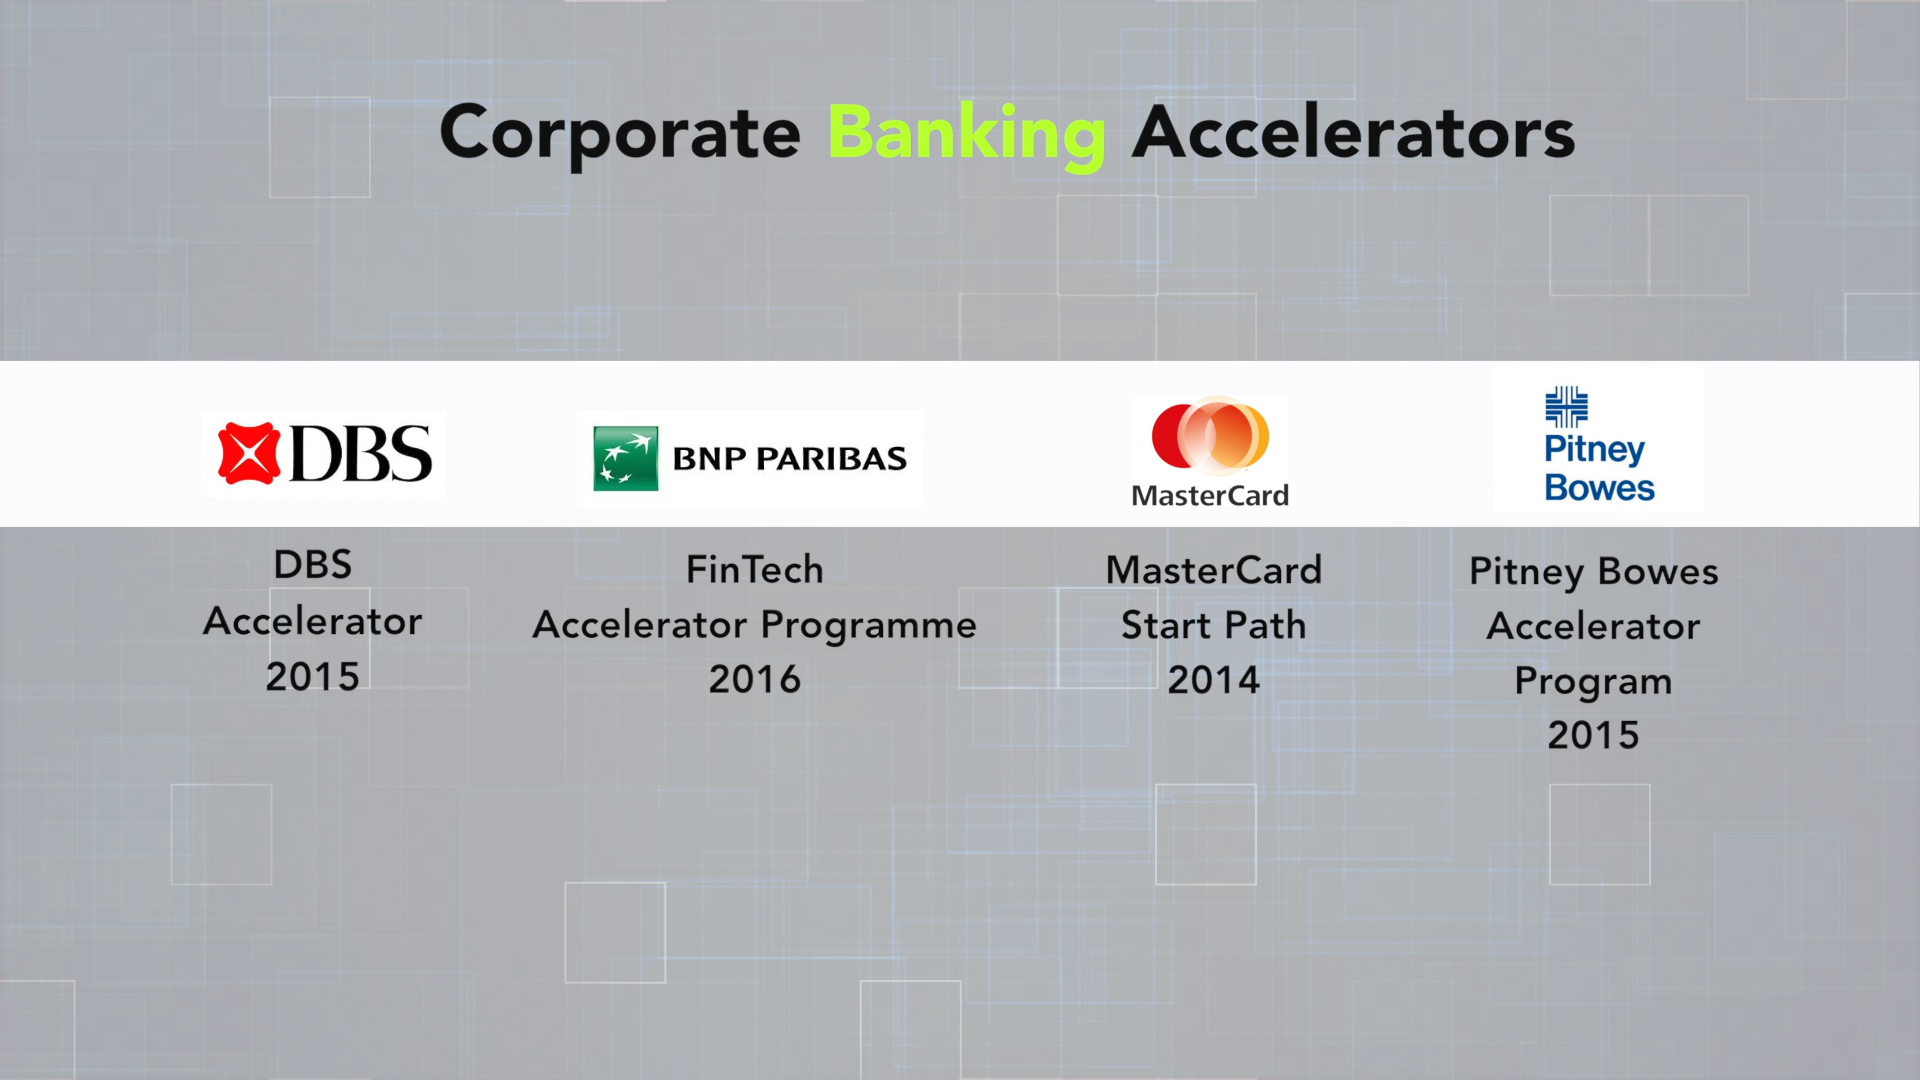 Corporate Banking Accelerators
DBS
BNP PARIBAS
MasterCard
Pitney
Bowes
DBS
Accelerator
2015
FinTech
Accelerator Programme
2016
MasterCard
Start Path
2014
Pitney Bowes
Accelerator
Program
2015